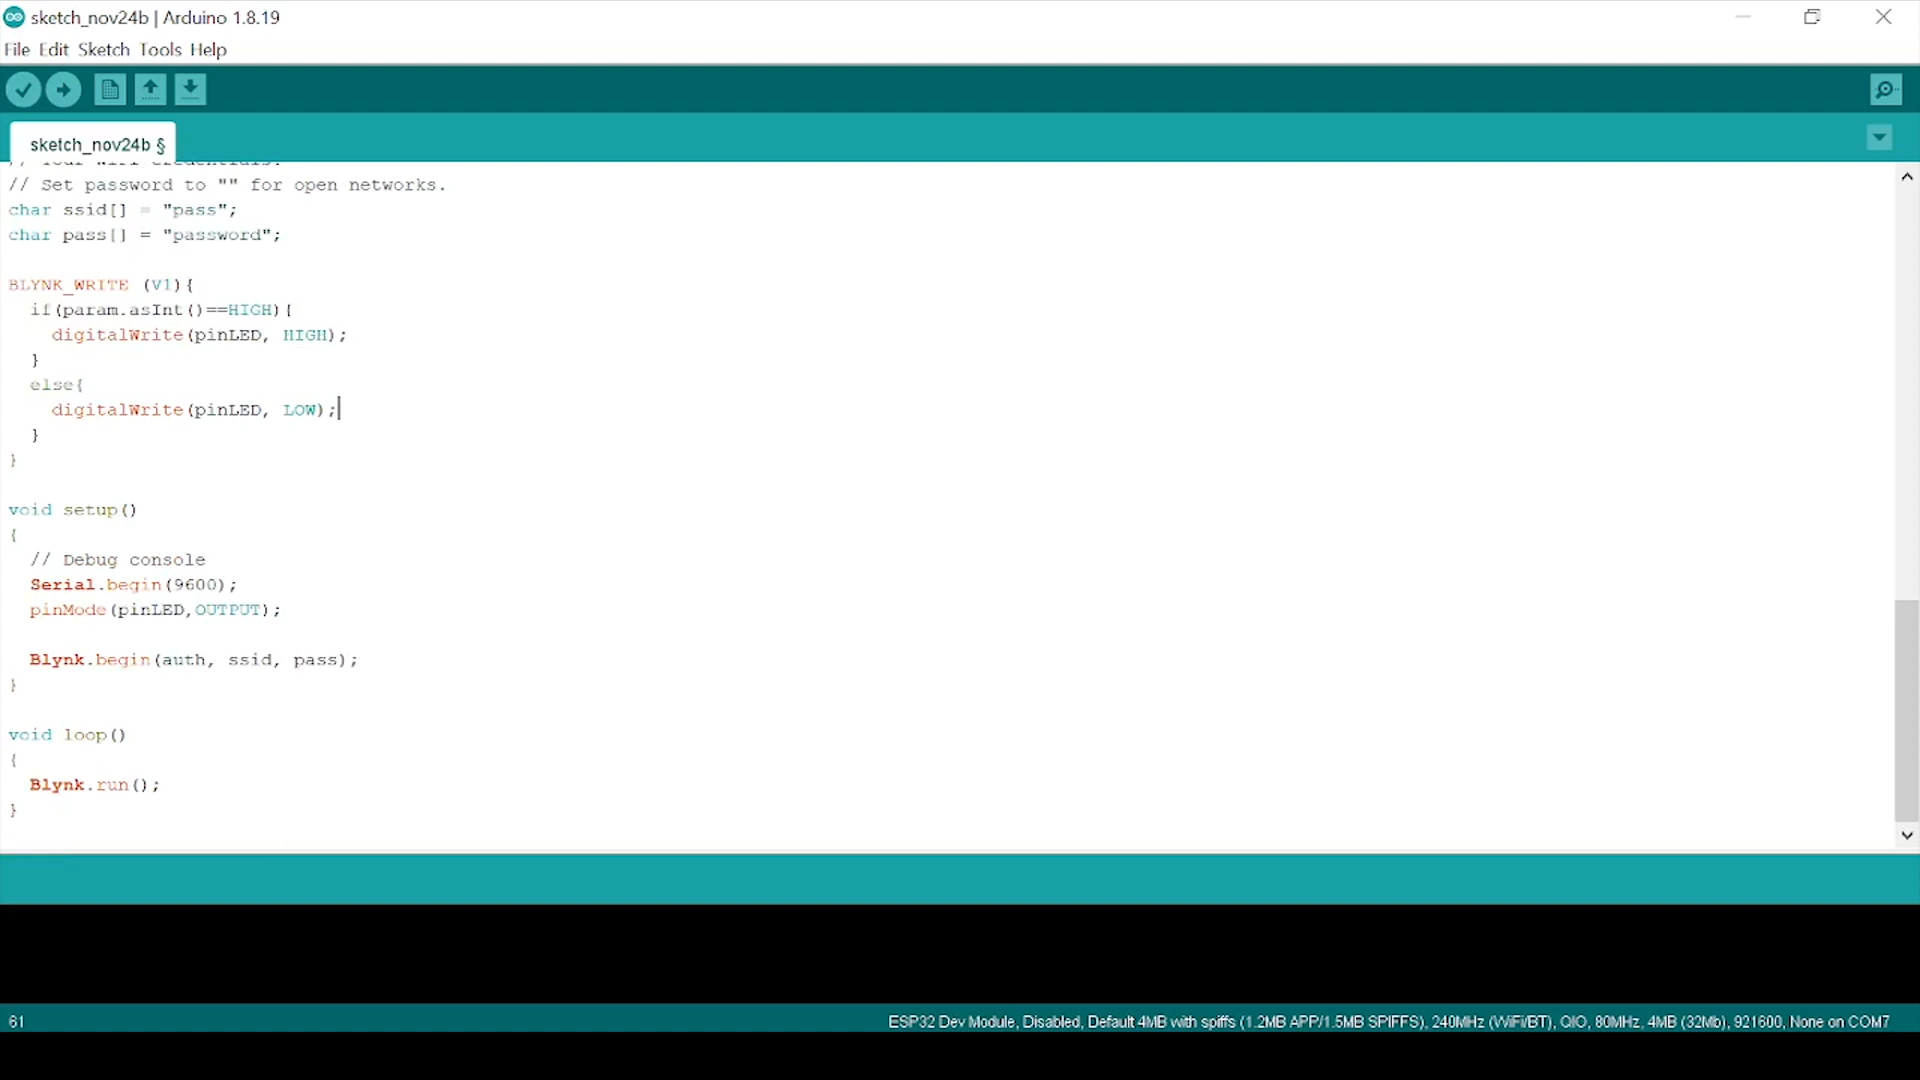 sketch_nov24b | Arduino 1.8.19
File Edit Sketch Tools Help
sketch_nov24b §
// Your WiFi credentials.
// Set password to "" for open networks.
char ssid[] = "pass";
char pass[] = "password";
BLYNK_WRITE (V1){
if(param.asInt()==HIGH){
digitalWrite(pinLED, HIGH);
}
else{
digitalWrite(pinLED, LOW);
}
}
void setup()
{
// Debug console
Serial.begin(9600);
pinMode(pinLED,OUTPUT);
Blynk.begin(auth, ssid, pass);
}
void loop()
{
Blynk.run();
}
61
ESP32 Dev Module, Disabled, Default 4MB with spiffs (1.2MB APP/1.5MB SPIFFS), 240MHz (WiFi/BT), QIO, 80MHz, 4MB (32Mb), 921600, None on COM7